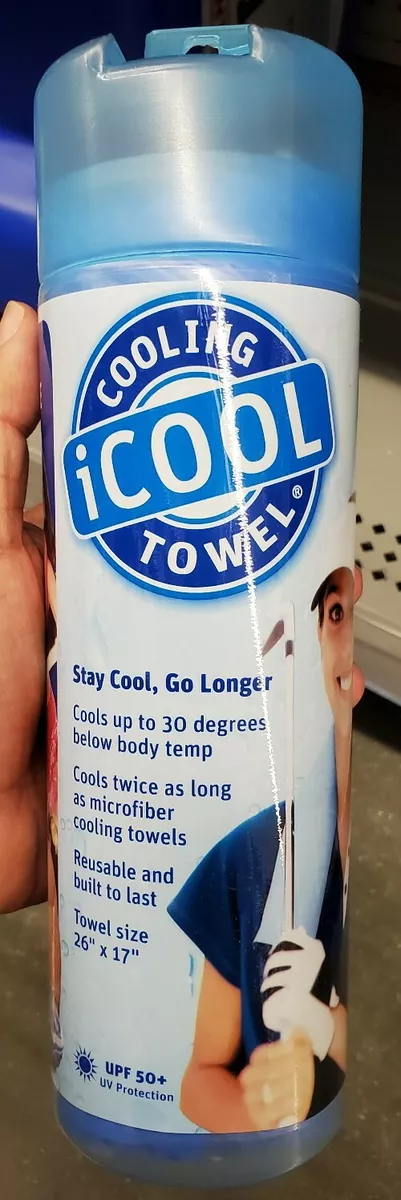 COOLING
iCOOL
TOWEL®
Stay Cool, Go Longer
Cools up to 30 degrees
below body temp
Cools twice as long
as microfiber
cooling towels
Reusable and
built to last
Towel size
26" x 17"
UPF 50+
UV Protection